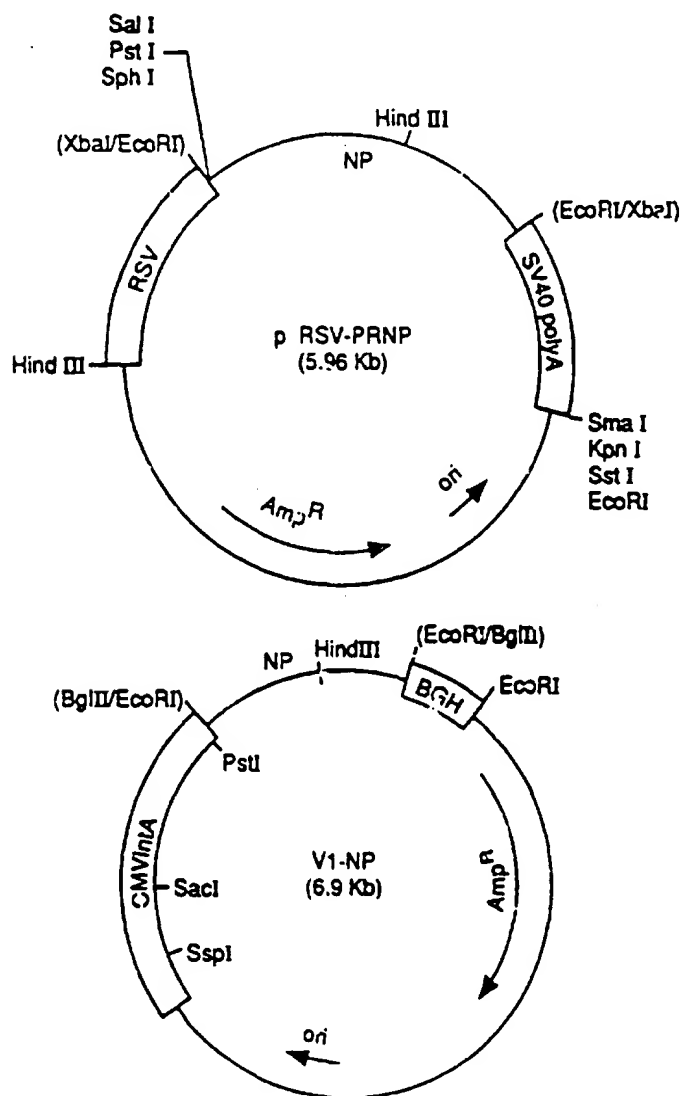 Sal I
Pst I
Sph I
Hind III
(XbaI/EcoRI)
NP
(EcoRI/XbaI)
RSV
SV40 polyA
p RSV-PRNP
(5.96 Kb)
Hind III
Sma I
Kpn I
Sst I
EcoRI
ori
AmpR
(EcoRI/BglII)
HindIII
NP
EcoRI
BGH
(BglII/EcoRI)
PstI
CMVIntA
V1-NP
(6.9 Kb)
AmpR
SacI
SspI
ori